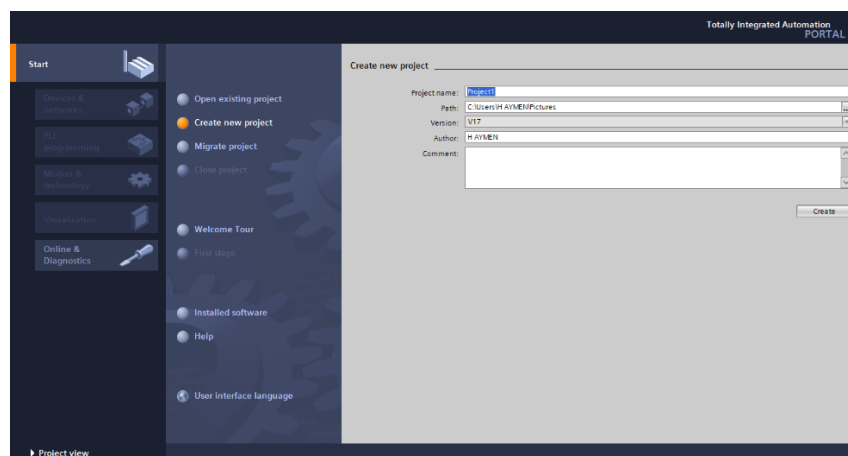 Totally Integrated Automation
PORTAL
Start
Devices &
networks
PLC
programming
Motion &
technology
Visualization
Online &
Diagnostics
Open existing project
Create new project
Migrate project
Close project
Welcome Tour
First steps
Installed software
Help
User interface language
Create new project
Project name: Project1
Path: C:\Users\H AYMEN\Pictures
Version: V17
Author: H AYMEN
Comment:
Create
Project view